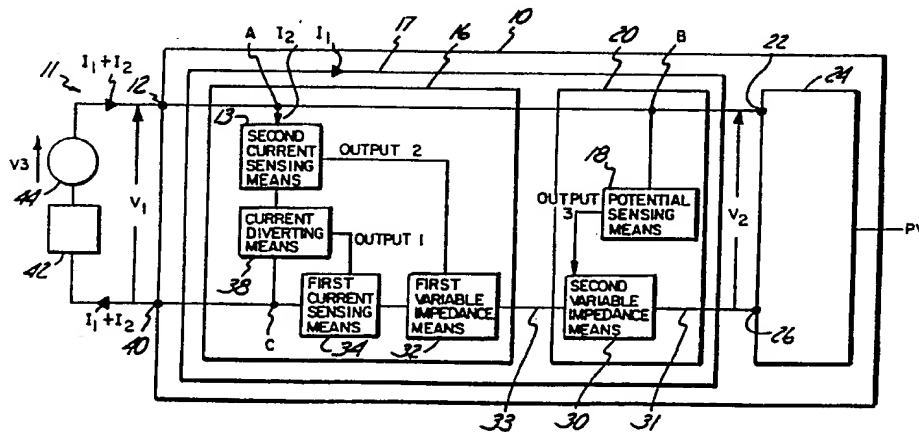 10
17
16
20
A
I2
I1
B
22
24
11
I1+I2
12
13
SECOND
CURRENT
SENSING
MEANS
OUTPUT 2
18
V3
44
V1
OUTPUT
3
POTENTIAL
SENSING
MEANS
V2
PV
CURRENT
DIVERTING
MEANS
OUTPUT 1
42
38
FIRST
CURRENT
SENSING
MEANS
FIRST
VARIABLE
IMPEDANCE
MEANS
SECOND
VARIABLE
IMPEDANCE
MEANS
I1+I2
40
C
34
32
26
33
30
31